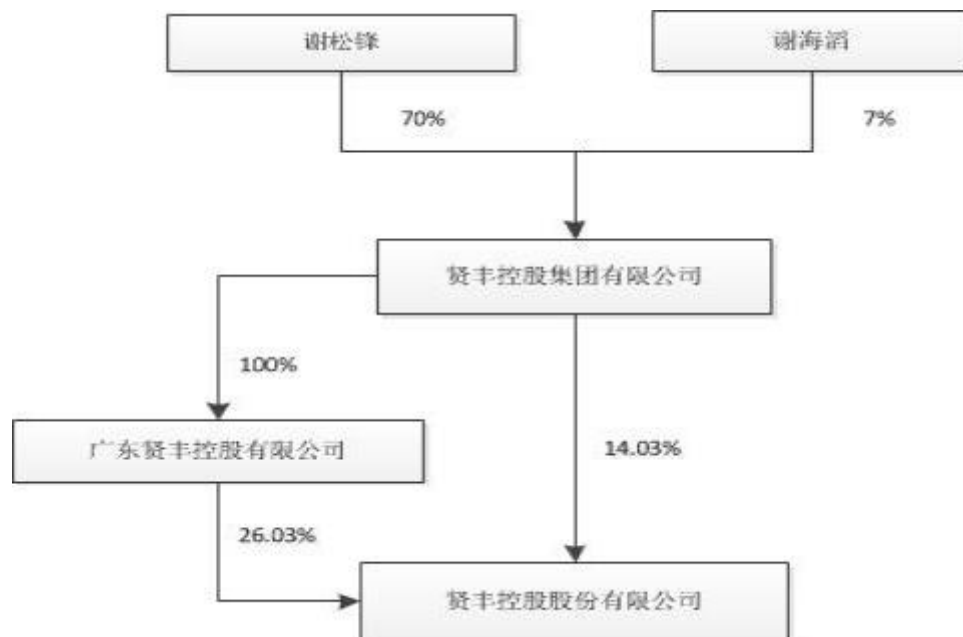 谢松锋
谢海滔
70%
7%
贤丰控股集团有限公司
100%
广东贤丰控股有限公司
14.03%
26.03%
贤丰控股股份有限公司